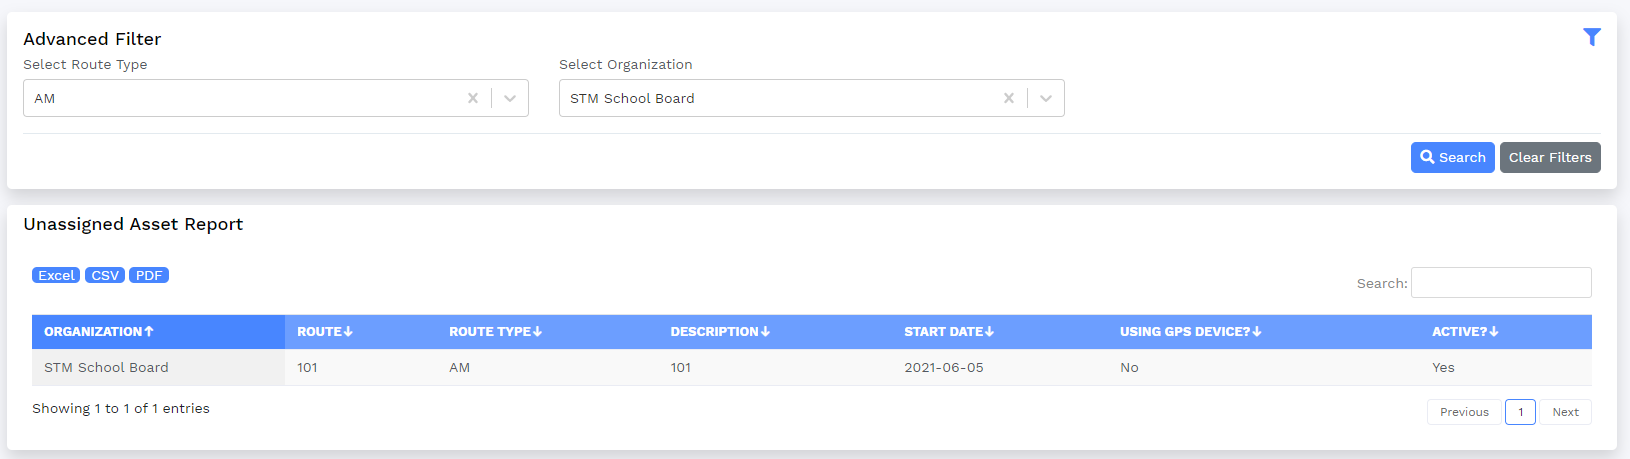 Advanced Filter
Select Route Type
Select Organization
AM
STM School Board
Search
Clear Filters
Unassigned Asset Report
Excel CSV PDF
Search:
ORGANIZATION ROUTE ROUTE TYPE DESCRIPTION START DATE USING GPS DEVICE? ACTIVE?
STM School Board 101 AM 101 2021-06-05 No Yes
Showing 1 to 1 of 1 entries
Previous 1 Next